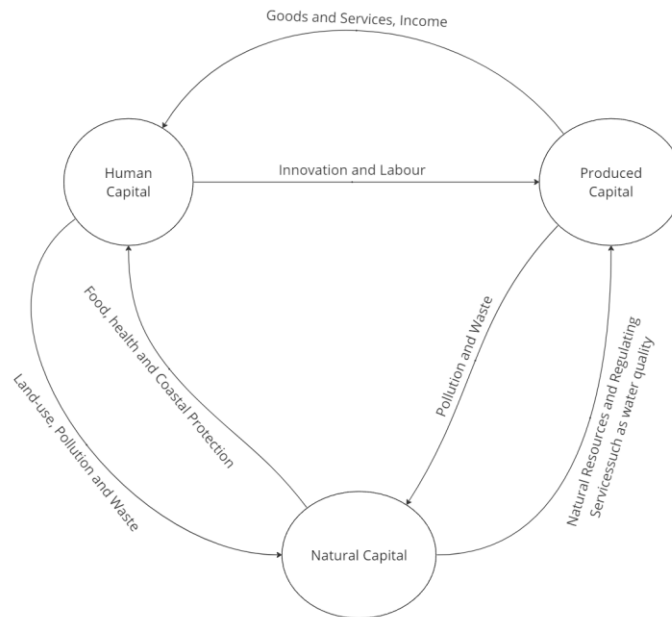 Goods and Services, Income
Human
Capital
Innovation and Labour
Produced
Capital
Food, health and Coastal Protection
Pollution and Waste
Natural Resources and Regulating
Servicessuch as water quality
Land-use, Pollution and Waste
Natural Capital